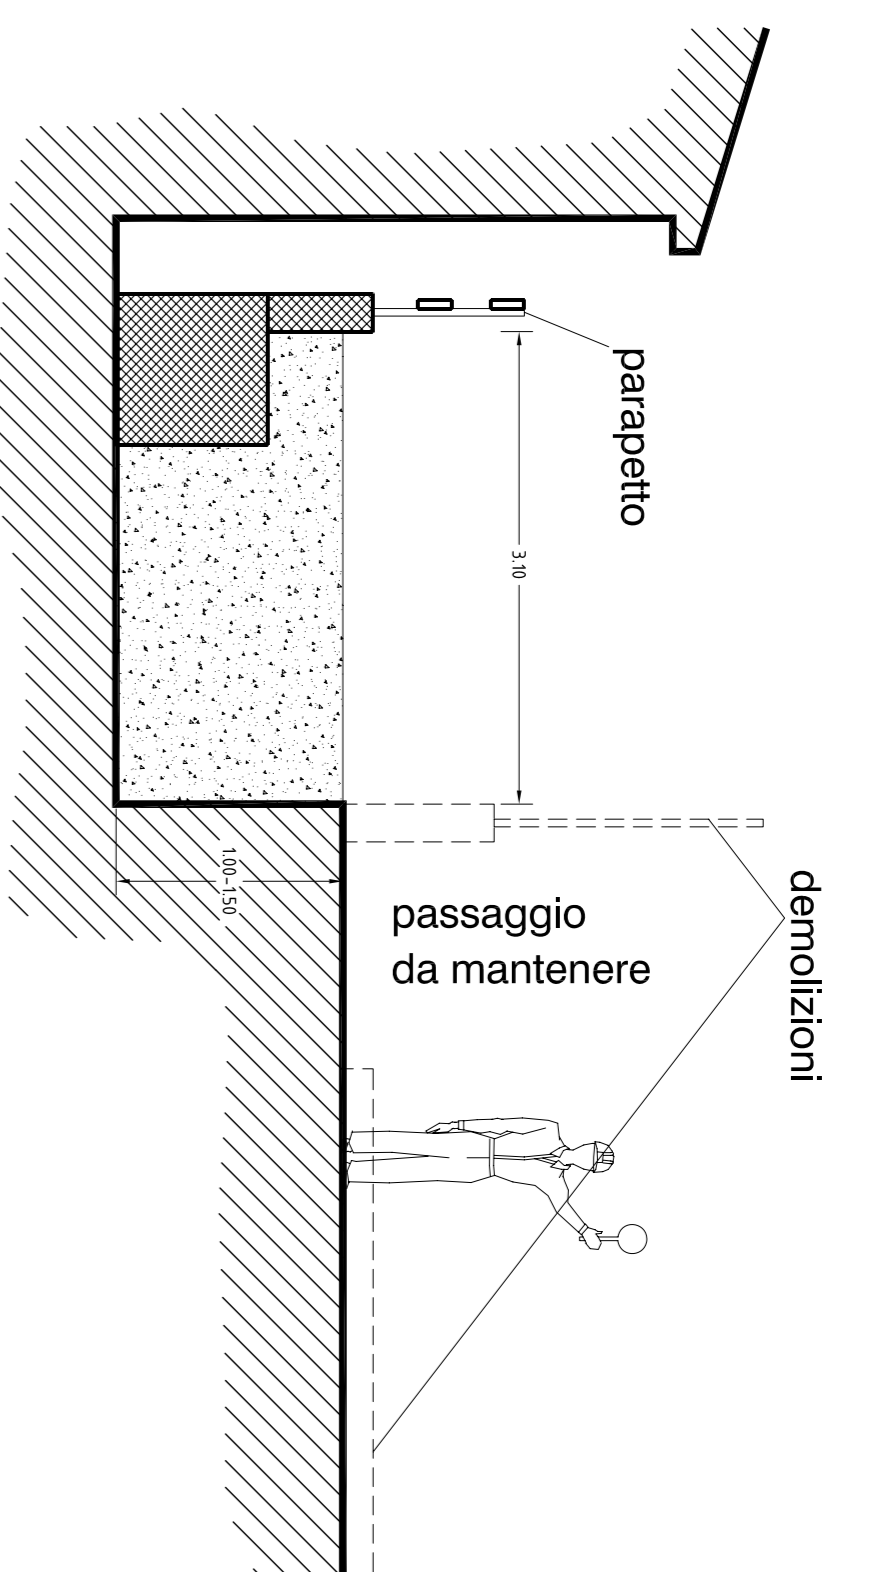 parapetto
3.10
demolizioni
1.00-1.50
passaggio
da mantenere